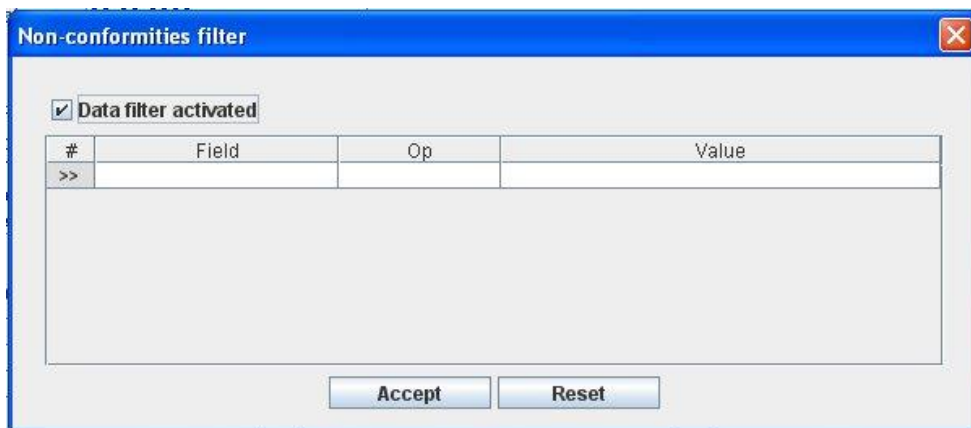 Non-conformities filter
Data filter activated
# Field Op Value
>>
Accept Reset